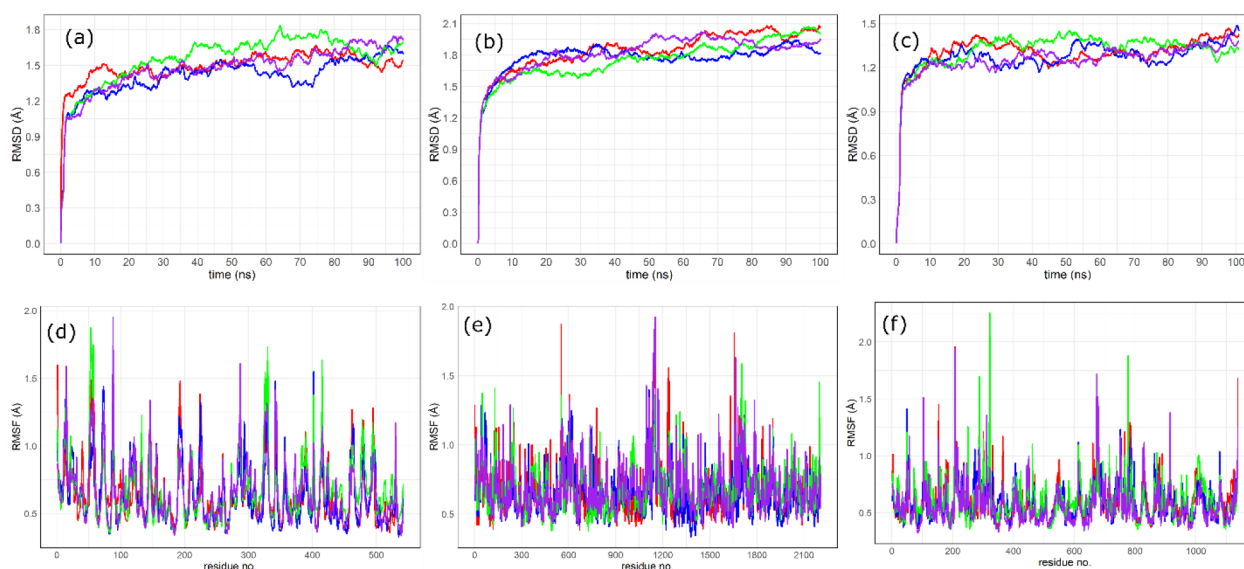 (a)
RMSD (Å)
1.8
1.5
1.2
0.9
0.6
0.3
0.0
0 10 20 30 40 50 60 70 80 90 100
time (ns)
(b)
RMSD (Å)
2.1
1.8
1.5
1.2
0.9
0.6
0.3
0.0
0 10 20 30 40 50 60 70 80 90 100
time (ns)
(c)
RMSD (Å)
1.5
1.2
0.9
0.6
0.3
0.0
0 10 20 30 40 50 60 70 80 90 100
time (ns)
(d)
RMSF (Å)
2.0
1.5
1.0
0.5
0 100 200 300 400 500
residue no.
(e)
RMSF (Å)
2.0
1.5
1.0
0.5
0 300 600 900 1200 1500 1800 2100
residue no.
(f)
RMSF (Å)
2.0
1.5
1.0
0.5
0 200 400 600 800 1000
residue no.